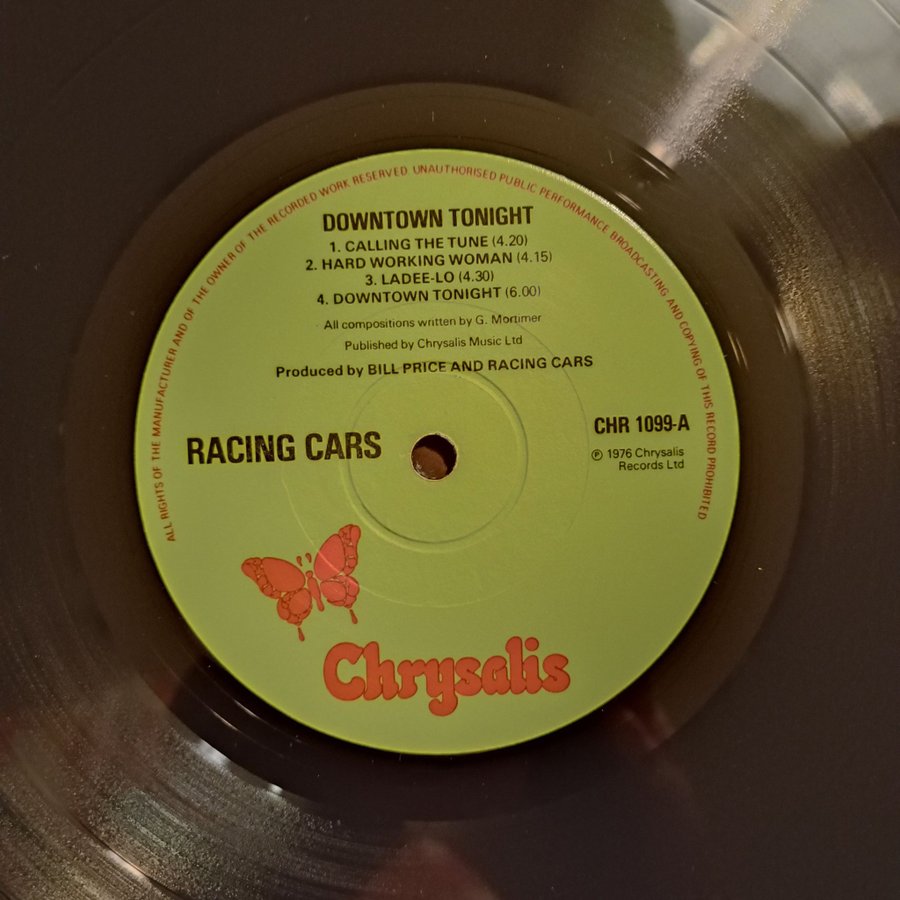 ALL RIGHTS OF THE MANUFACTURER AND OF THE OWNER OF THE RECORDED WORK RESERVED UNAUTHORISED PUBLIC PERFORMANCE BROADCASTING AND COPYING OF THIS RECORD PROHIBITED
DOWNTOWN TONIGHT
1. CALLING THE TUNE (4.20)
2. HARD WORKING WOMAN (4.15)
3. LADEE-LO (4.30)
4. DOWNTOWN TONIGHT (6.00)
All compositions written by G. Mortimer
Published by Chrysalis Music Ltd
Produced by BILL PRICE AND RACING CARS
RACING CARS
CHR 1099-A
℗ 1976 Chrysalis
Records Ltd
Chrysalis